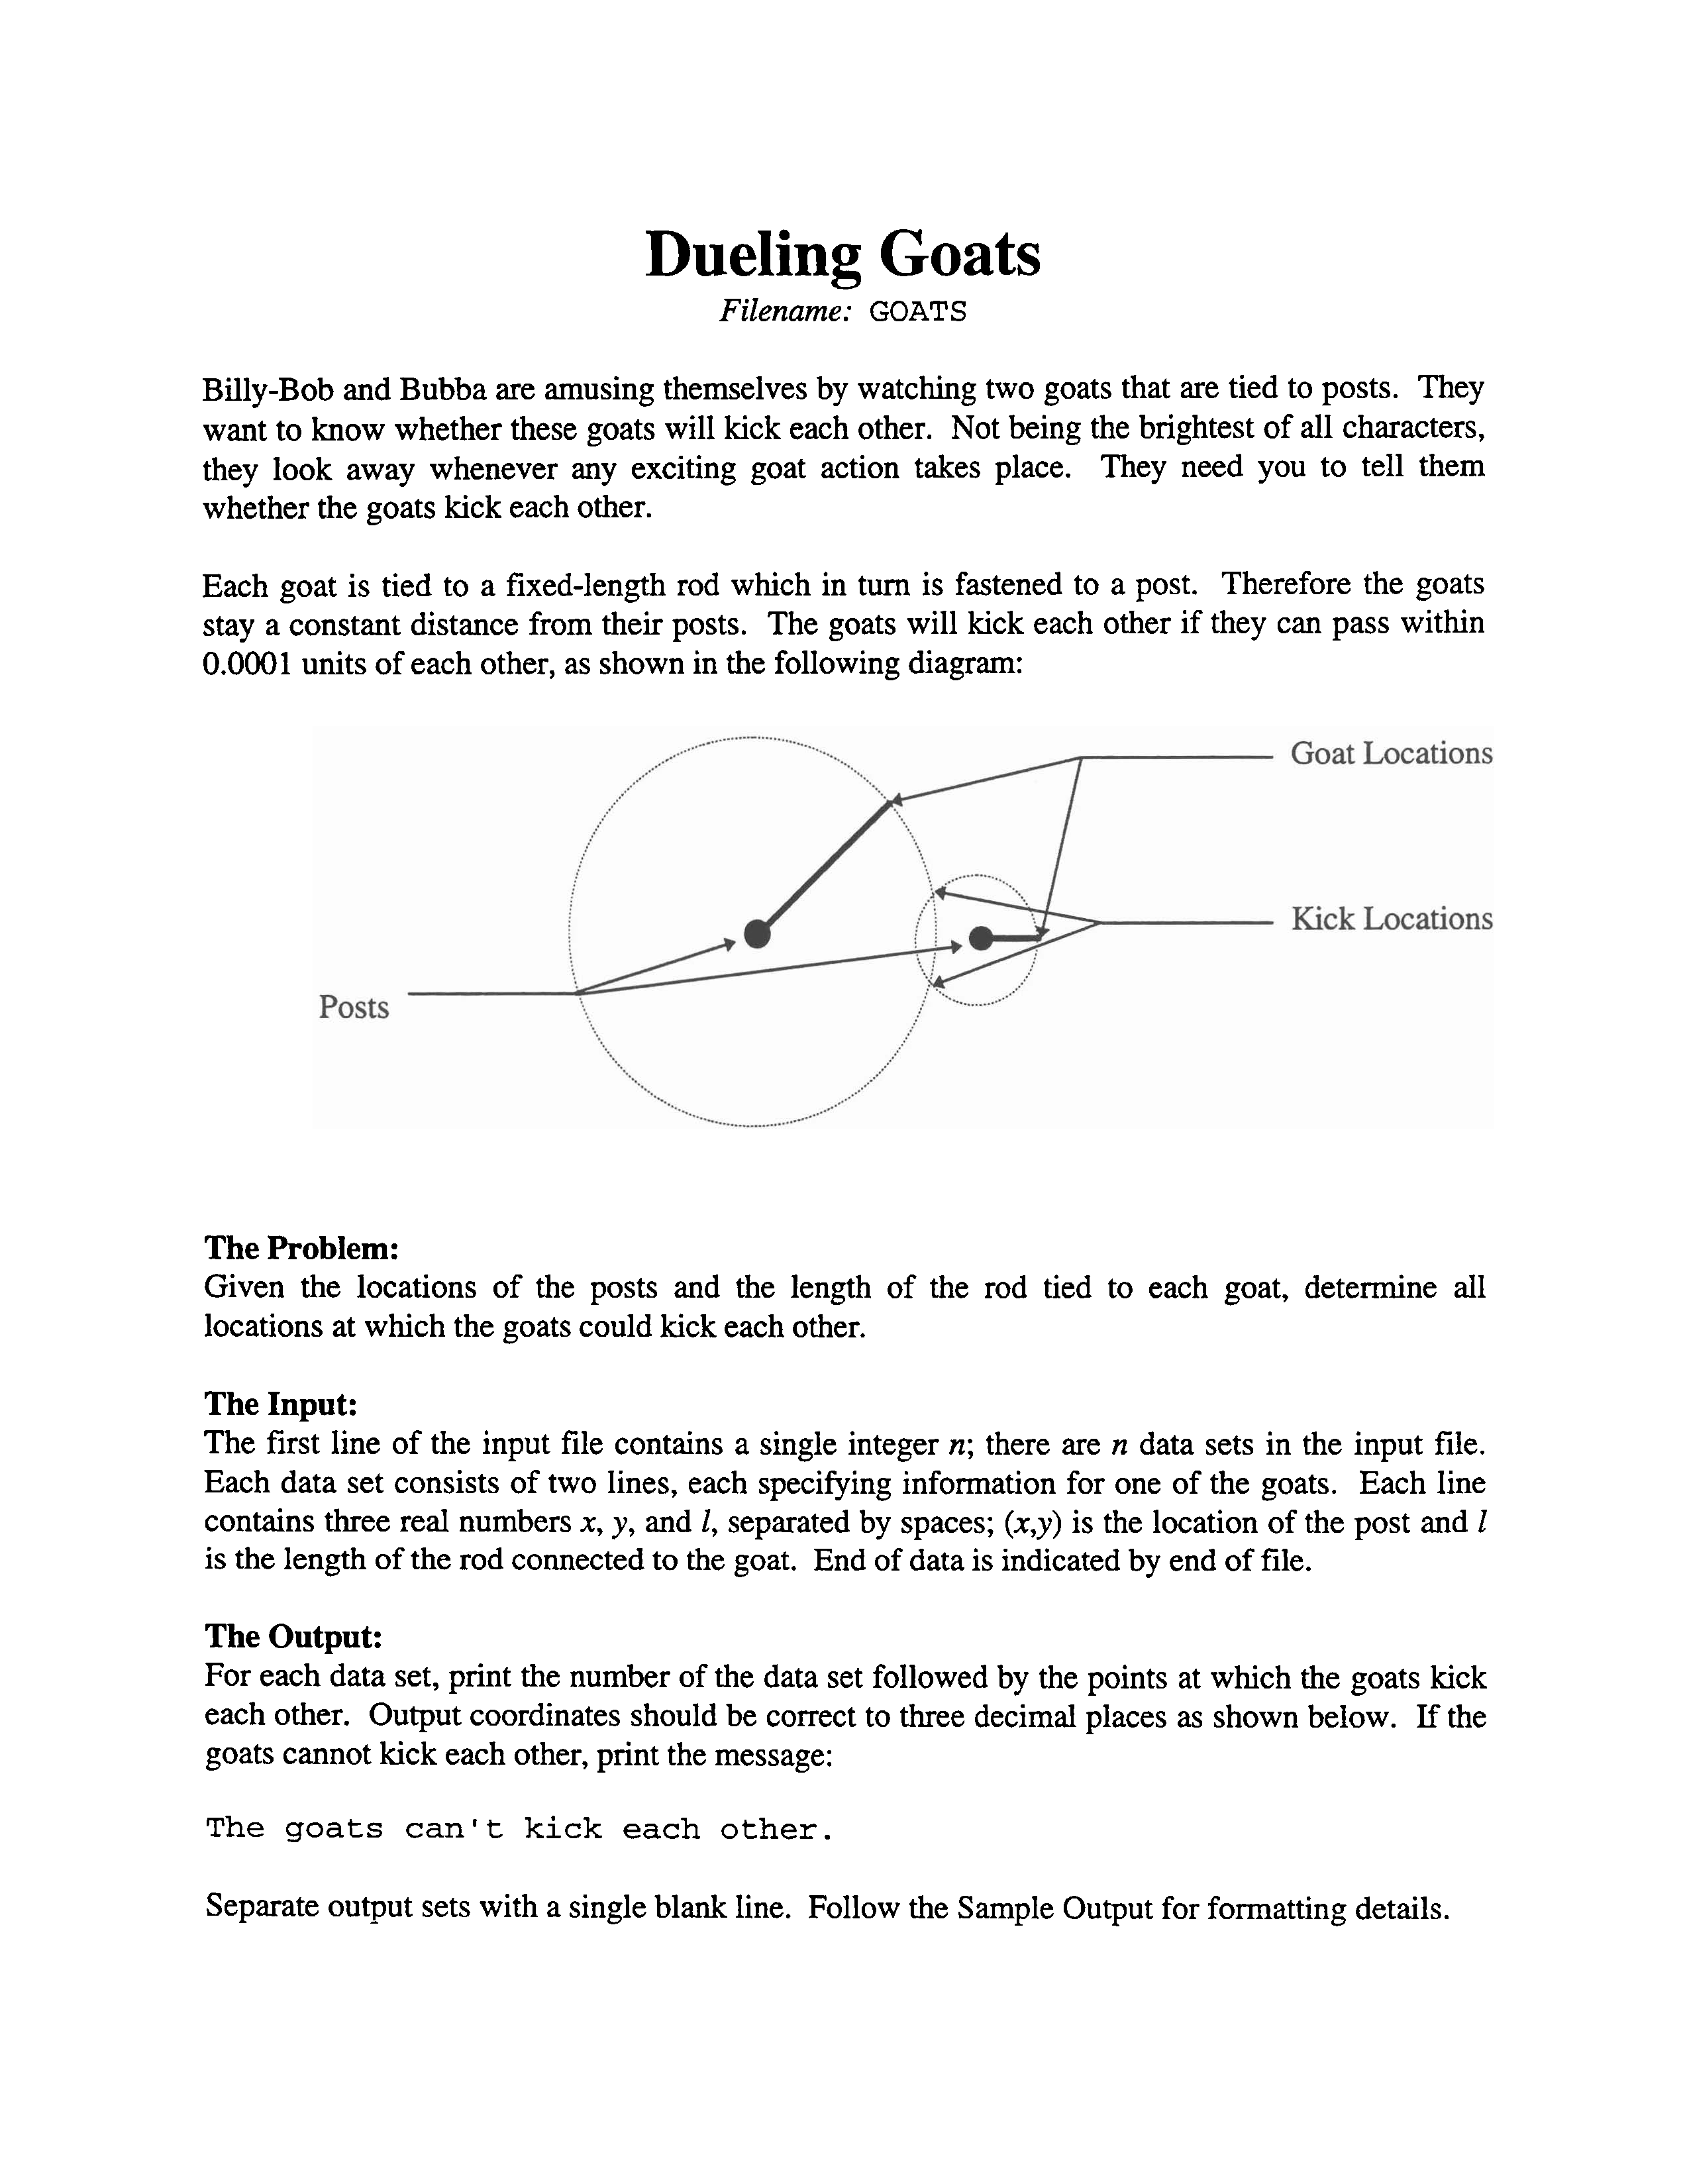 Dueling Goats
Filename: GOATS
Billy-Bob and Bubba are amusing themselves by watching two goats that are tied to posts. They
want to know whether these goats will kick each other. Not being the brightest of all characters,
they look away whenever any exciting goat action takes place. They need you to tell them
whether the goats kick each other.
Each goat is tied to a fixed-length rod which in turn is fastened to a post. Therefore the goats
stay a constant distance from their posts. The goats will kick each other if they can pass within
0.0001 units of each other, as shown in the following diagram:
Goat Locations
Kick Locations
Posts
The Problem:
Given the locations of the posts and the length of the rod tied to each goat, determine all
locations at which the goats could kick each other.
The Input:
The first line of the input file contains a single integer n; there are n data sets in the input file.
Each data set consists of two lines, each specifying information for one of the goats. Each line
contains three real numbers x, y, and l, separated by spaces; (x,y) is the location of the post and l
is the length of the rod connected to the goat. End of data is indicated by end of file.
The Output:
For each data set, print the number of the data set followed by the points at which the goats kick
each other. Output coordinates should be correct to three decimal places as shown below. If the
goats cannot kick each other, print the message:
The goats can't kick each other.
Separate output sets with a single blank line. Follow the Sample Output for formatting details.